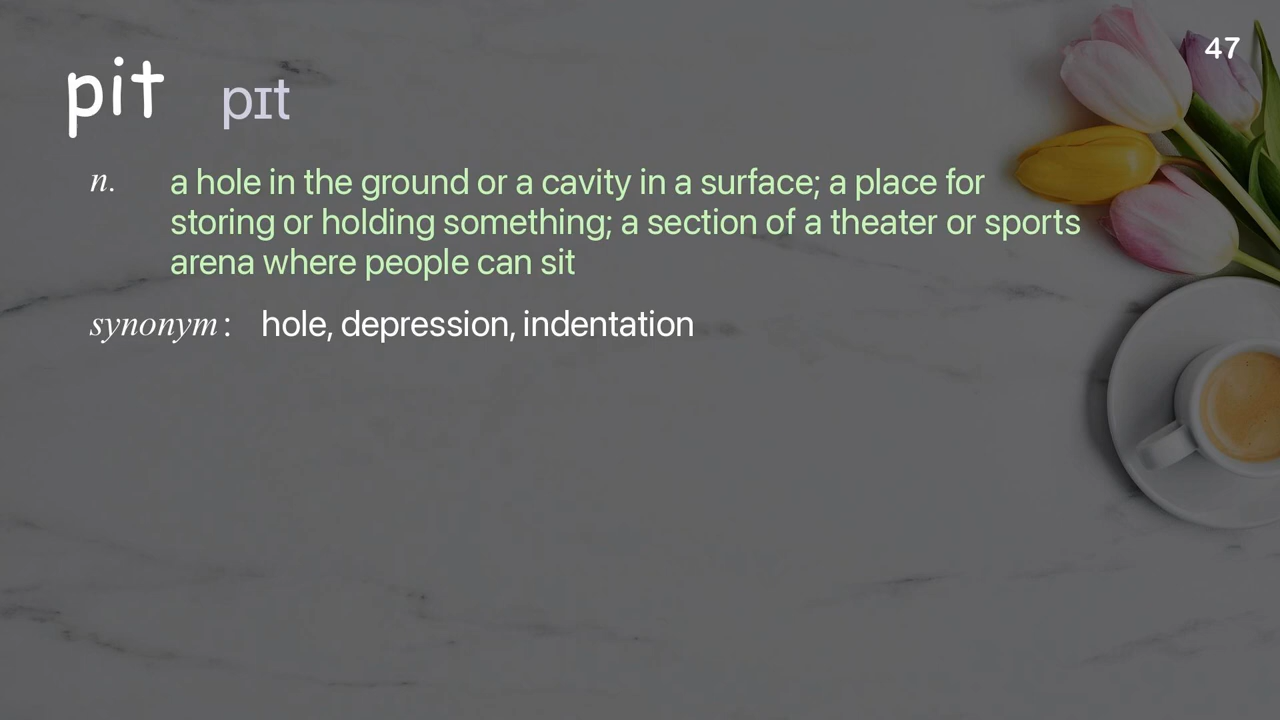 47
pit pɪt
n. a hole in the ground or a cavity in a surface; a place for
storing or holding something; a section of a theater or sports
arena where people can sit
synonym: hole, depression, indentation